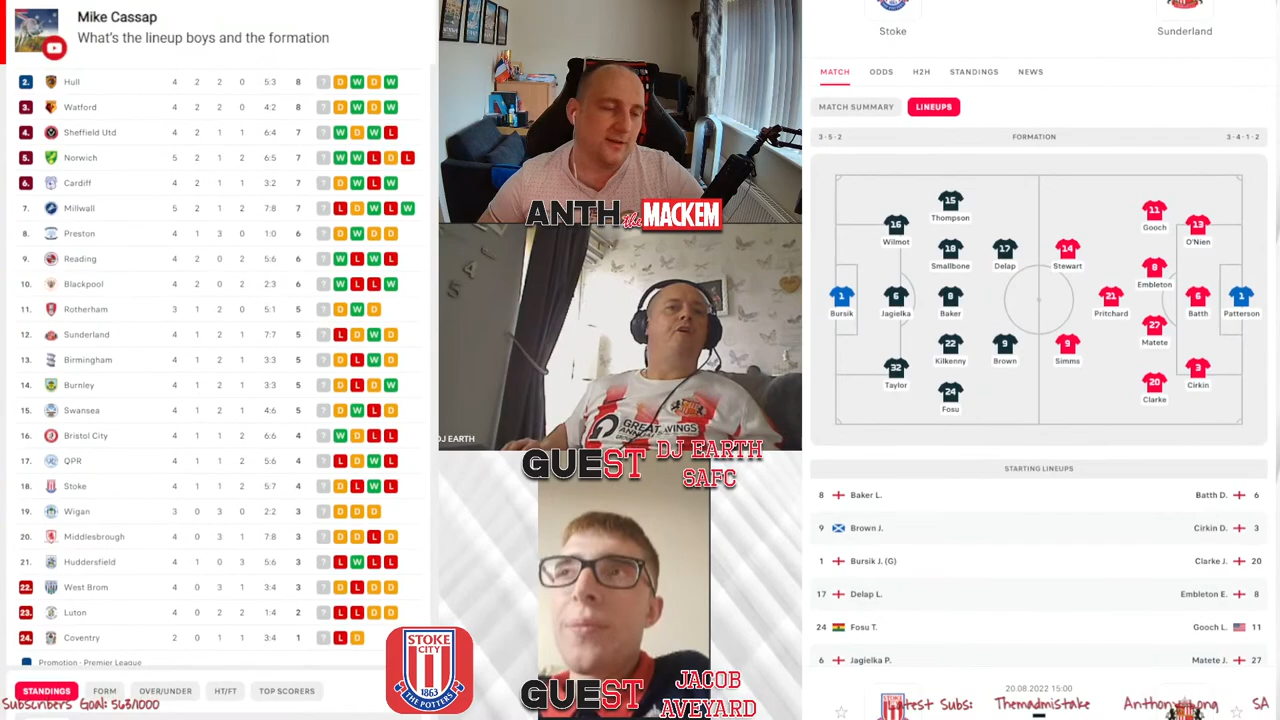 Mike Cassap
What's the lineup boys and the formation
2. Hull 4 2 2 0 5:3 8 ? D W D W
3. Watford 4 2 2 0 4:2 8 ? D W D W
4. Sheffield Utd 4 2 1 1 6:4 7 ? W D W L
5. Norwich 5 2 1 2 6:5 7 ? W W L D L
6. Cardiff 4 2 1 1 3:2 7 ? D W L W
7. Millwall 5 2 1 2 7:8 7 ? L D W L W
8. Preston 4 1 3 0 1:0 6 ? D W D D
9. Reading 4 2 0 2 5:6 6 ? W L W L
10. Blackpool 4 2 0 2 2:3 6 ? W L L W
11. Rotherham 3 1 2 0 5:1 5 ? D W D
12. Sunderland 4 1 2 1 7:7 5 ? L D W D
13. Birmingham 4 1 2 1 3:3 5 ? D L W D
14. Burnley 4 1 2 1 3:3 5 ? D L D W
15. Swansea 4 1 2 1 4:6 5 ? D W L D
16. Bristol City 4 1 1 2 6:6 4 ? W D L L
17. QPR 4 1 1 2 5:6 4 ? L D W L
18. Stoke 4 1 1 2 5:7 4 ? D L W L
19. Wigan 3 0 3 0 2:2 3 ? D D D
20. Middlesbrough 4 0 3 1 7:8 3 ? D D L D
21. Huddersfield 4 1 0 3 5:6 3 ? L W L L
22. West Brom 4 0 3 1 3:4 3 ? D L D
23. Luton 4 0 2 2 1:4 2 ? L L D D
24. Coventry 2 0 1 1 3:4 1 ? L D
Promotion - Premier League
STANDINGS FORM OVER/UNDER HT/FT TOP SCORERS
Subscribers Goal: 563/1000
ANTH the MACKEM
DJ EARTH
GUEST DJ EARTH
SAFC
STOKE
CITY
1863
THE POTTERS
GUEST JACOB
AVEYARD
Stoke Sunderland
MATCH ODDS H2H STANDINGS NEWS
MATCH SUMMARY LINEUPS
3-5-2 FORMATION 3-4-1-2
1 Bursik
16 Wilmot
6 Jagielka
32 Taylor
15 Thompson
18 Smallbone
8 Baker
22 Kilkenny
24 Fosu
17 Delap
9 Brown
14 Stewart
9 Simms
21 Pritchard
11 Gooch
8 Embleton
27 Matete
20 Clarke
13 O'Nien
6 Batth
3 Cirkin
1 Patterson
STARTING LINEUPS
8 Baker L. Batth D. 6
9 Brown J. Cirkin D. 3
1 Bursik J. (G) Clarke J. 20
17 Delap L. Embleton E. 8
24 Fosu T. Gooch L. 11
6 Jagielka P. Matete J. 27
20.08.2022 15:00
Latest Subs: Themadmistake Anthony Long SA